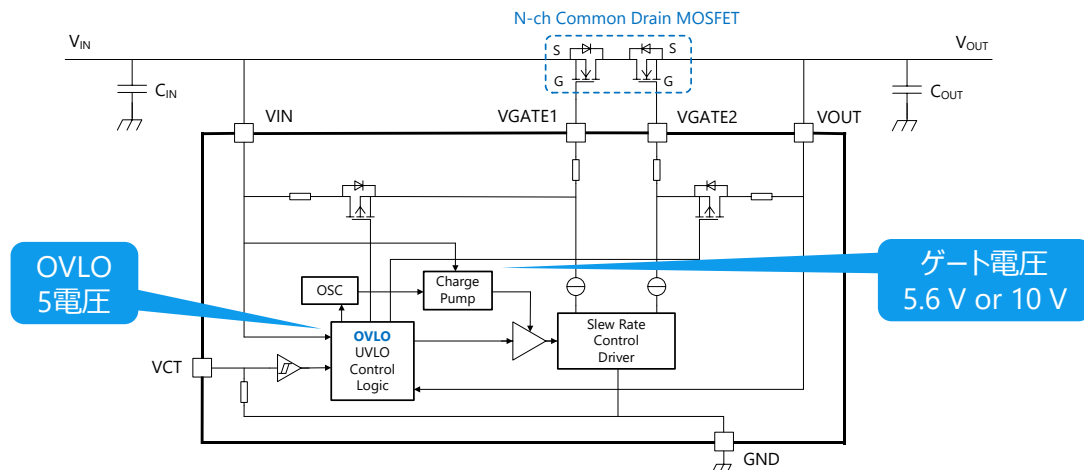 N-ch Common Drain MOSFET
VIN
S
S
VOUT
G
G
CIN
COUT
VIN
VGATE1
VGATE2
VOUT
OVLO
5電圧
ゲート電圧
5.6 V or 10 V
OSC
Charge
Pump
OVLO
UVLO
Control
Logic
Slew Rate
Control
Driver
VCT
GND